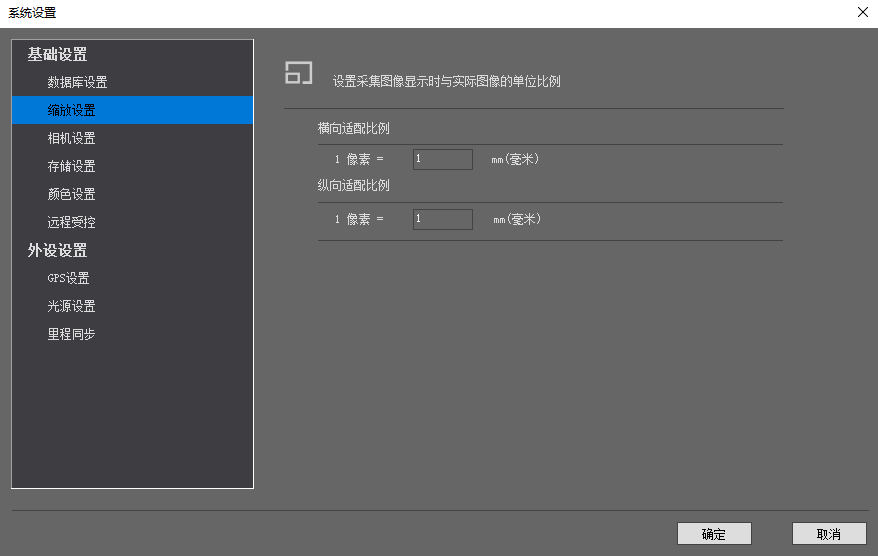 系统设置
基础设置
数据库设置
缩放设置
相机设置
存储设置
颜色设置
远程受控
外设设置
GPS设置
光源设置
里程同步
设置采集图像显示时与实际图像的单位比例
横向适配比例
1 像素 = 1 mm(毫米)
纵向适配比例
1 像素 = 1 mm(毫米)
确定 取消